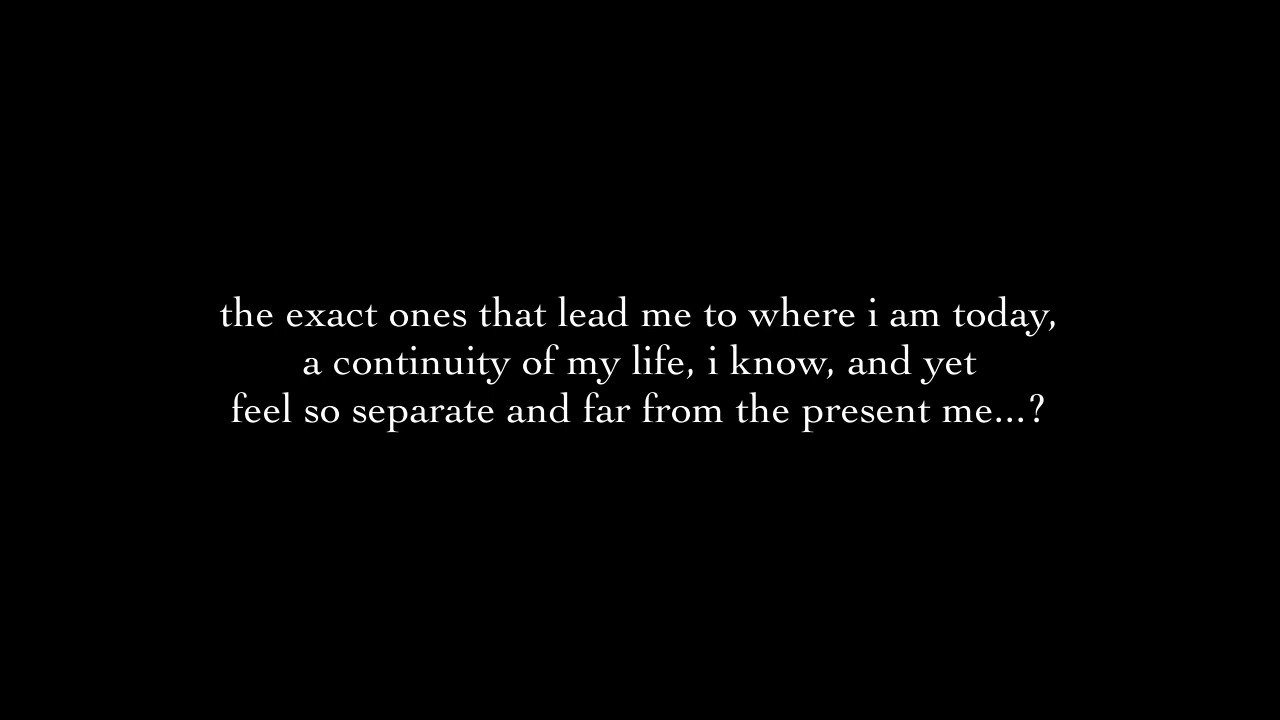 the exact ones that lead me to where i am today,
a continuity of my life, i know, and yet
feel so separate and far from the present me...?